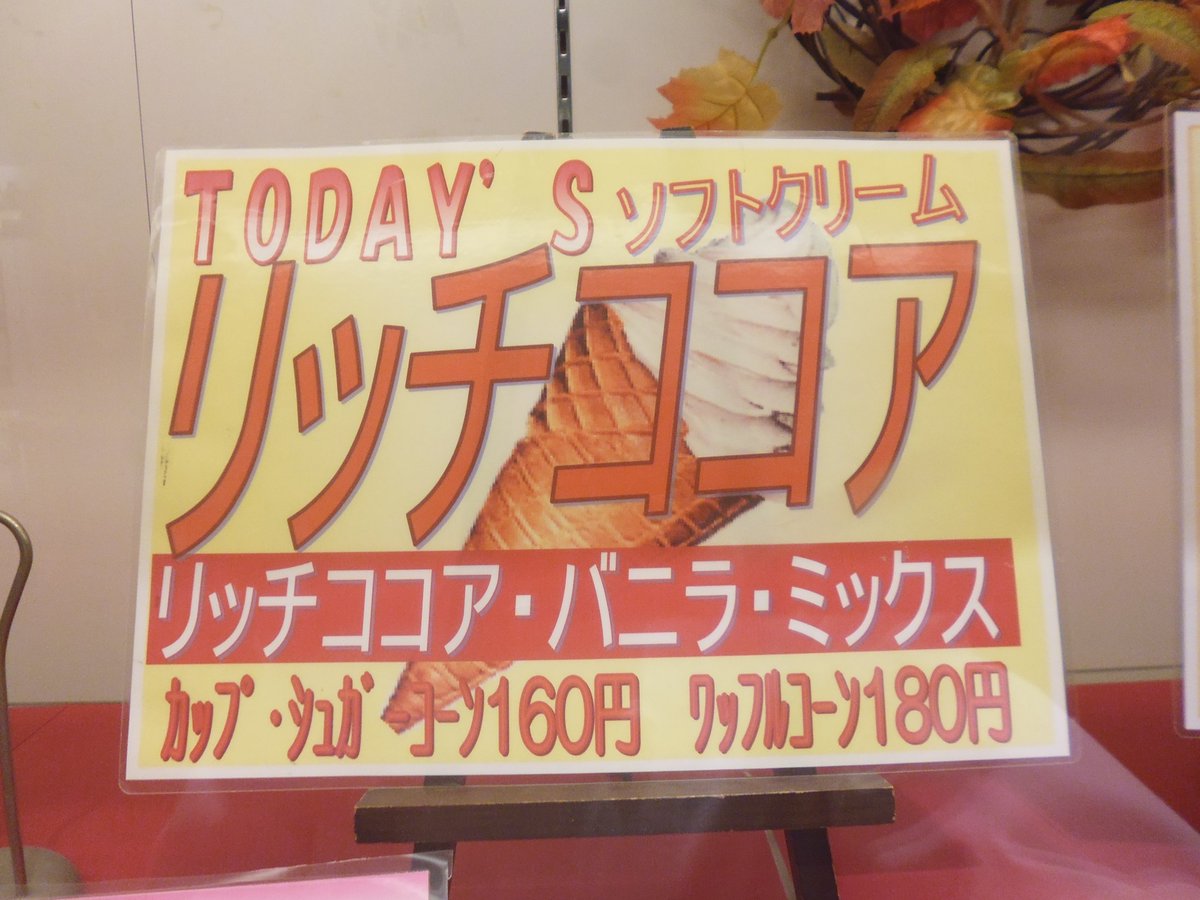 TODAY'S ソフトクリーム
リッチココア
リッチココア・バニラ・ミックス
カップ・シュガーコーン160円 ワッフルコーン180円